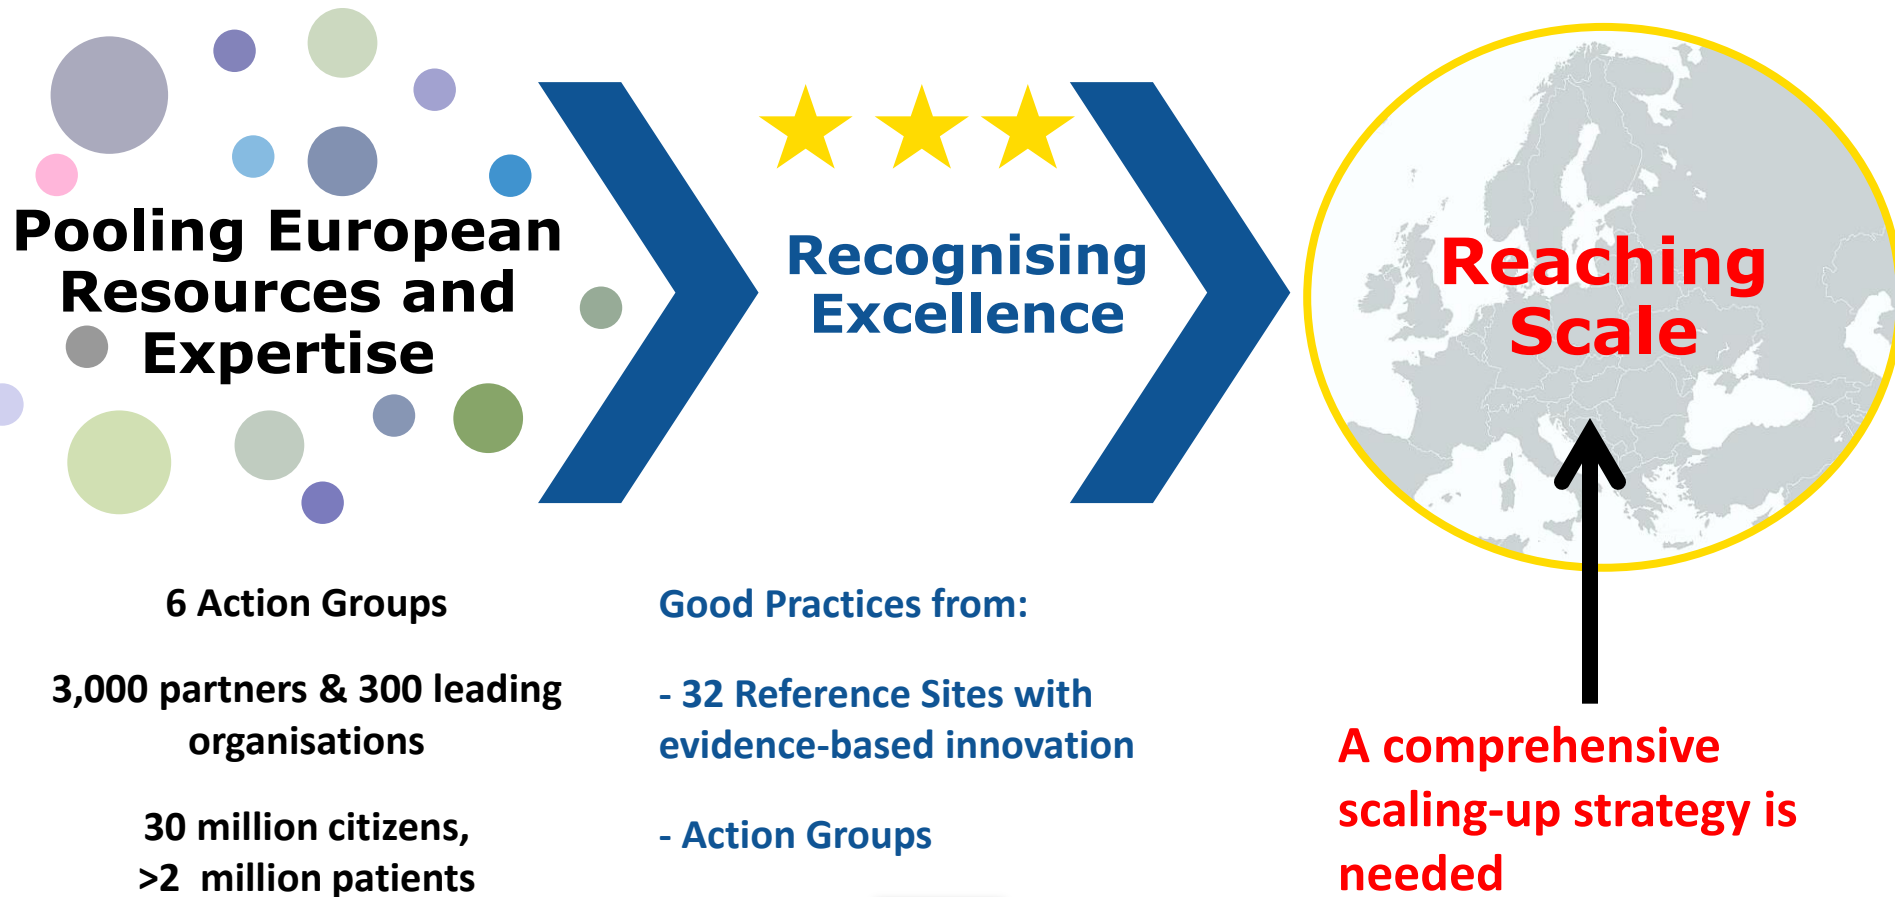 Pooling European
Resources and
Expertise
6 Action Groups
3,000 partners & 300 leading
organisations
30 million citizens,
>2  million patients
Recognising
Excellence
Good Practices from:
- 32 Reference Sites with
evidence-based innovation
- Action Groups
Reaching
Scale
A comprehensive
scaling-up strategy is
needed